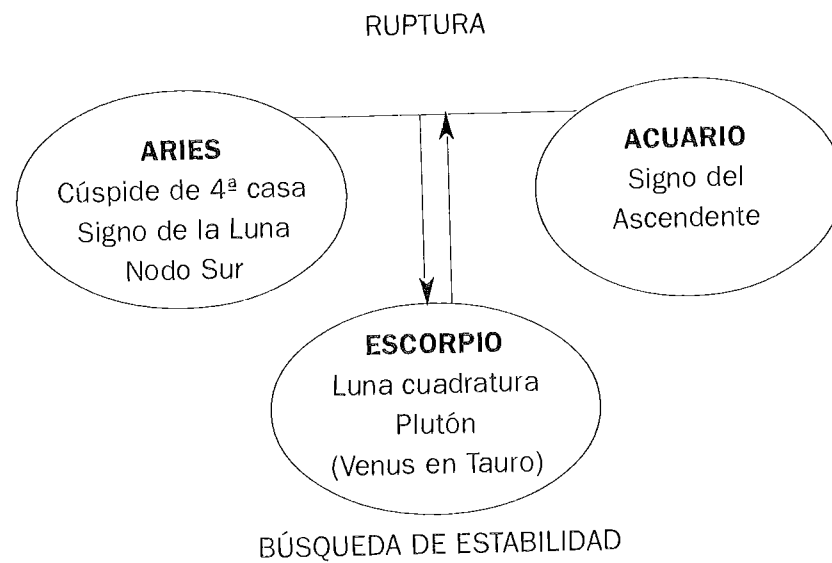 RUPTURA
ARIES
Cúspide de 4ª casa
Signo de la Luna
Nodo Sur
ACUARIO
Signo del
Ascendente
ESCORPIO
Luna cuadratura
Plutón
(Venus en Tauro)
BÚSQUEDA DE ESTABILIDAD